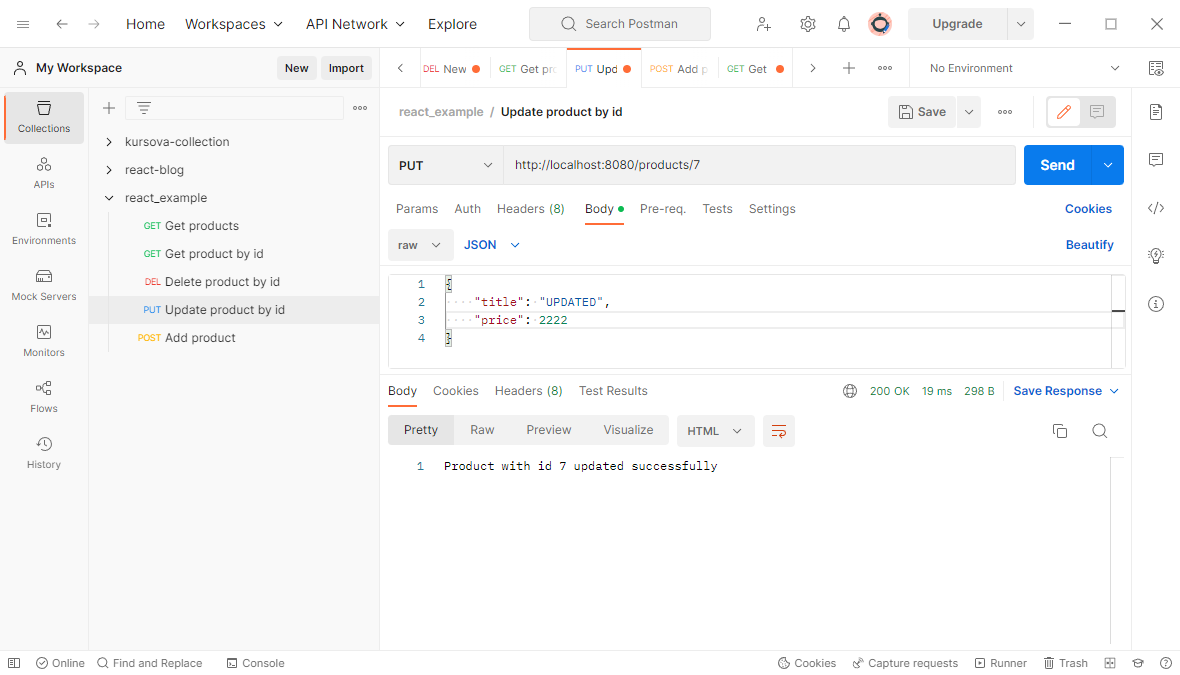 Home Workspaces API Network Explore Search Postman Upgrade
My Workspace New Import DEL New GET Get pr PUT Upd POST Add p GET Get No Environment
Collections
APIs
Environments
Mock Servers
Monitors
Flows
History
kursova-collection
react-blog
react_example
GET Get products
GET Get product by id
DEL Delete product by id
PUT Update product by id
POST Add product
react_example / Update product by id Save
PUT http://localhost:8080/products/7 Send
Params Auth Headers (8) Body Pre-req. Tests Settings Cookies
raw JSON Beautify
1 {
2 "title": "UPDATED",
3 "price": 2222
4 }
Body Cookies Headers (8) Test Results 200 OK 19 ms 298 B Save Response
Pretty Raw Preview Visualize HTML
1 Product with id 7 updated successfully
Online Find and Replace Console Cookies Capture requests Runner Trash